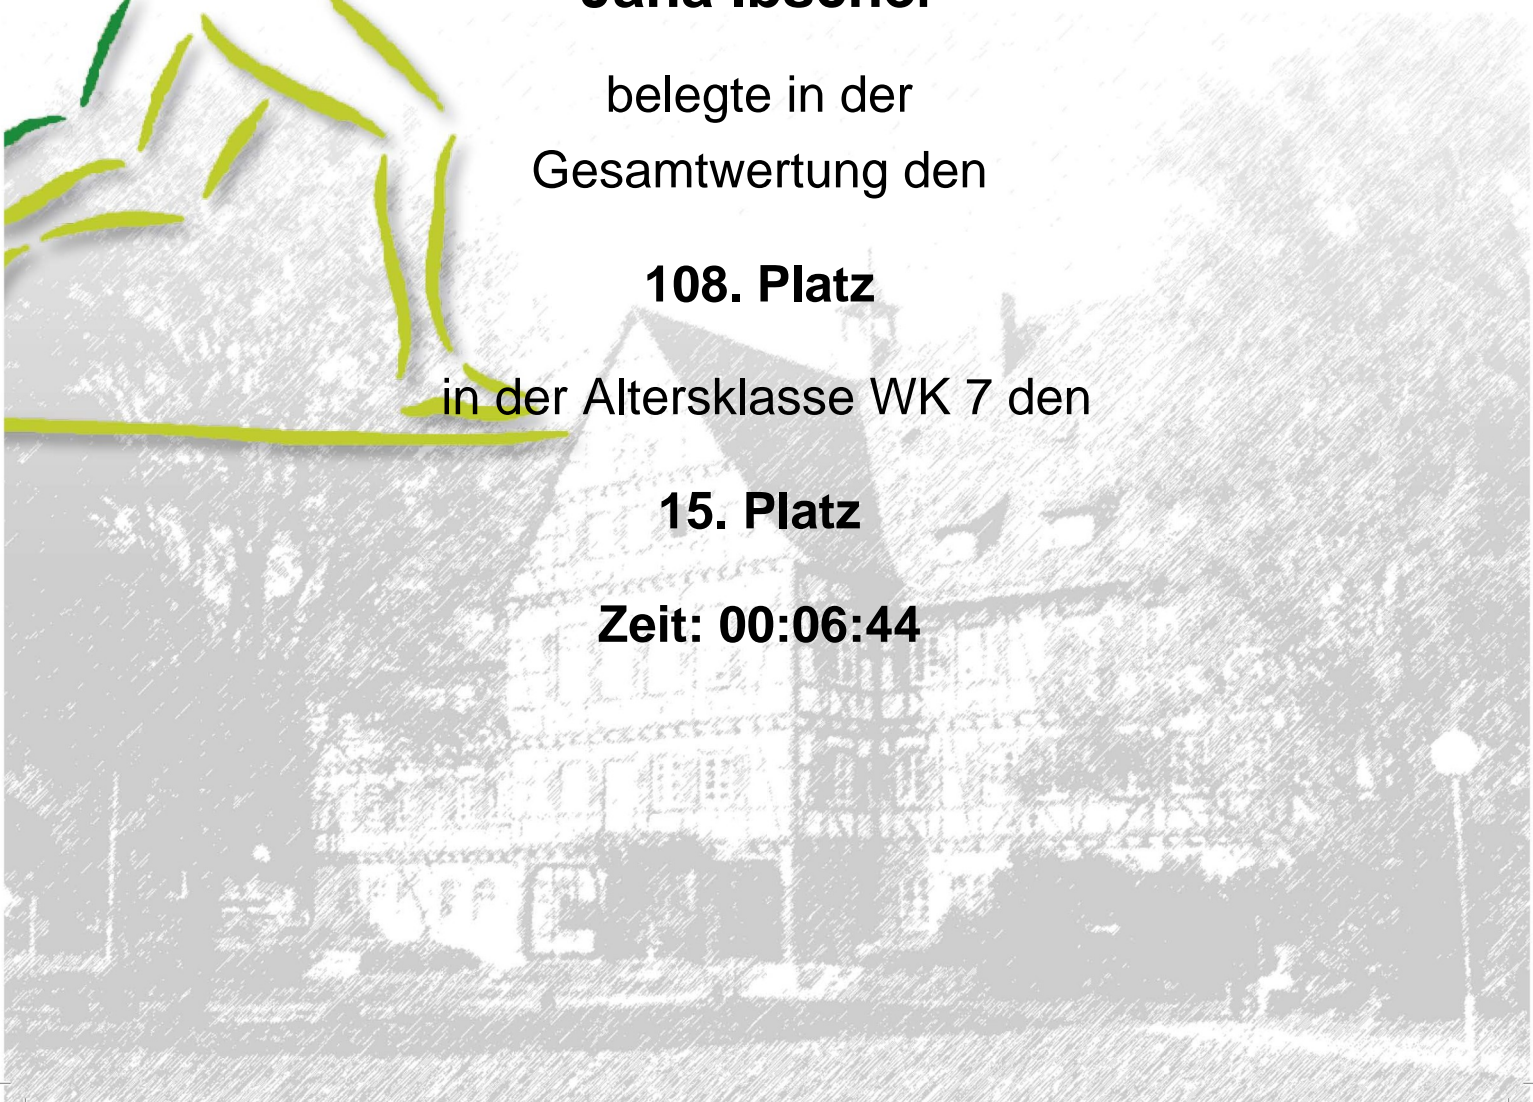 belegte in der
Gesamtwertung den
108. Platz
in der Altersklasse WK 7 den
15. Platz
Zeit: 00:06:44